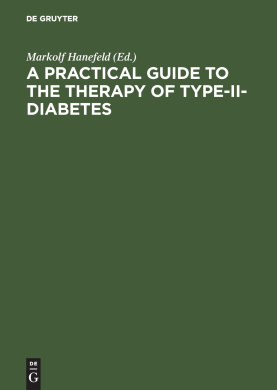 DE GRUYTER
Markolf Hanefeld (Ed.)
A PRACTICAL GUIDE TO
THE THERAPY OF TYPE-II-
DIABETES
DE
G